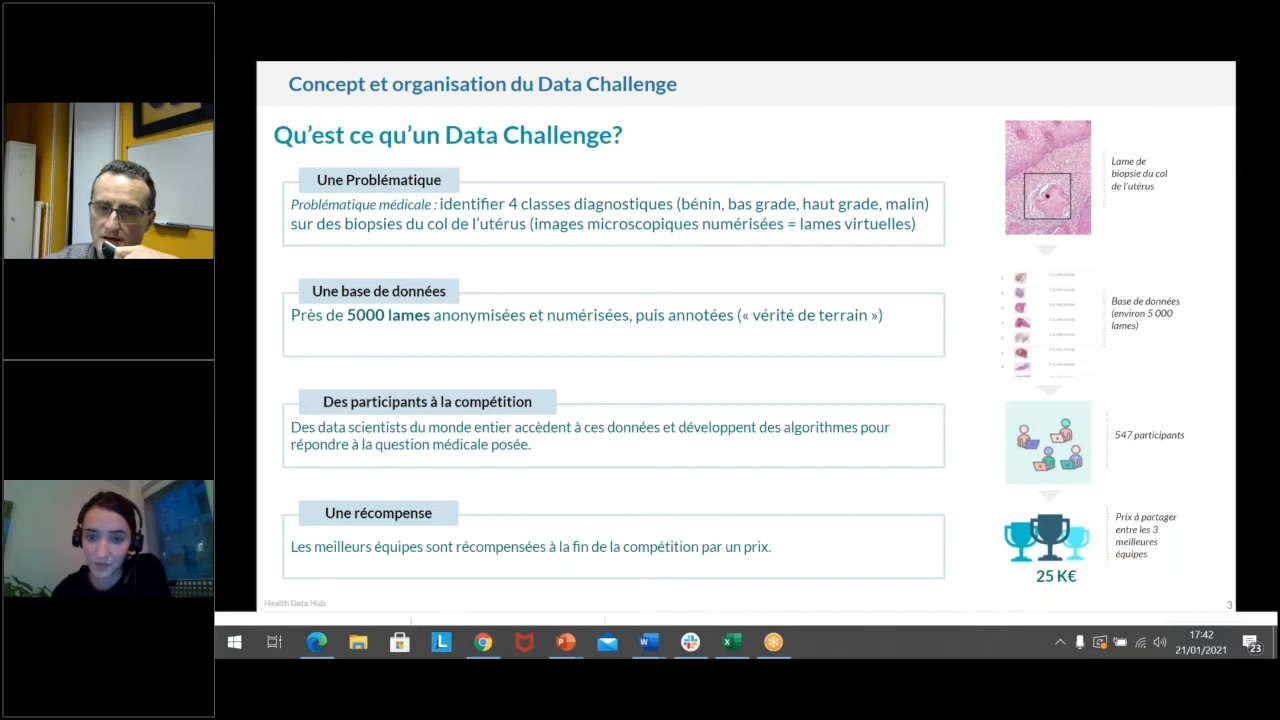 Concept et organisation du Data Challenge
Qu'est ce qu'un Data Challenge?
Une Problématique
Problématique médicale : identifier 4 classes diagnostiques (bénin, bas grade, haut grade, malin)
sur des biopsies du col de l'utérus (images microscopiques numérisées = lames virtuelles)
Une base de données
Près de 5000 lames anonymisées et numérisées, puis annotées (« vérité de terrain »)
Des participants à la compétition
Des data scientists du monde entier accèdent à ces données et développent des algorithmes pour
répondre à la question médicale posée.
Une récompense
Les meilleurs équipes sont récompensées à la fin de la compétition par un prix.
Lame de
biopsie du col
de l'utérus
Base de données
(environ 5 000
lames)
547 participants
Prix à partager
entre les 3
meilleures
équipes
25 K€
Health Data Hub
3
L
W
17:42
21/01/2021
23